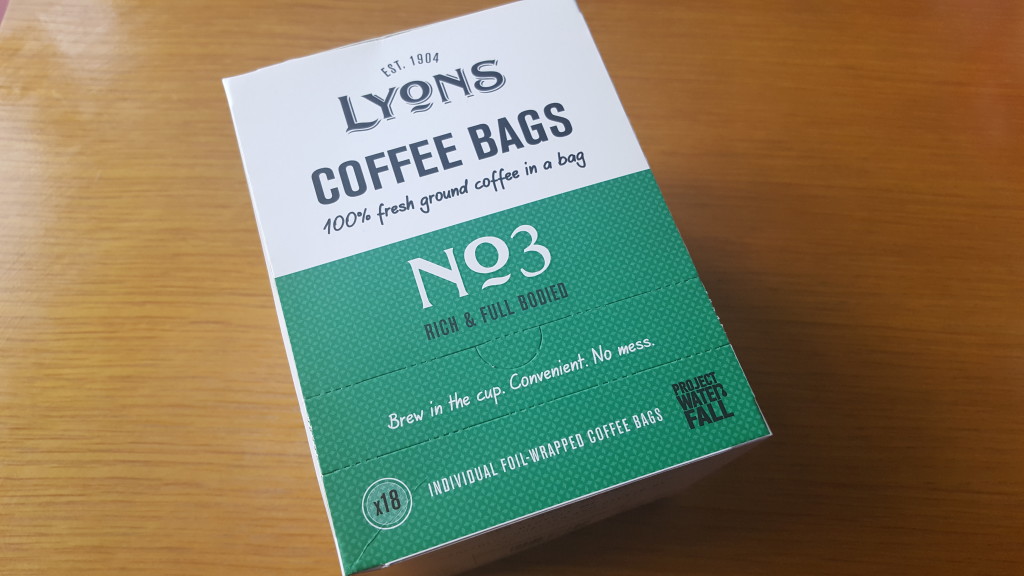 EST. 1904
LYONS
COFFEE BAGS
100% fresh ground coffee in a bag
No3
RICH & FULL BODIED
Brew in the cup. Convenient. No mess.
PROJECT
WATER
FALL
x18 INDIVIDUAL FOIL-WRAPPED COFFEE BAGS